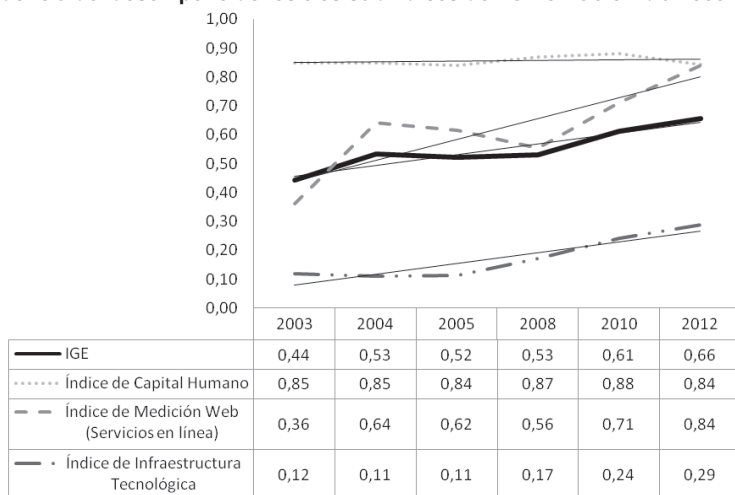 1,00
0,90
0,80
0,70
0,60
0,50
0,40
0,30
0,20
0,10
0,00
2003 2004 2005 2008 2010 2012
IGE 0,44 0,53 0,52 0,53 0,61 0,66
Índice de Capital Humano 0,85 0,85 0,84 0,87 0,88 0,84
Índice de Medición Web
(Servicios en línea) 0,36 0,64 0,62 0,56 0,71 0,84
Índice de Infraestructura
Tecnológica 0,12 0,11 0,11 0,17 0,24 0,29